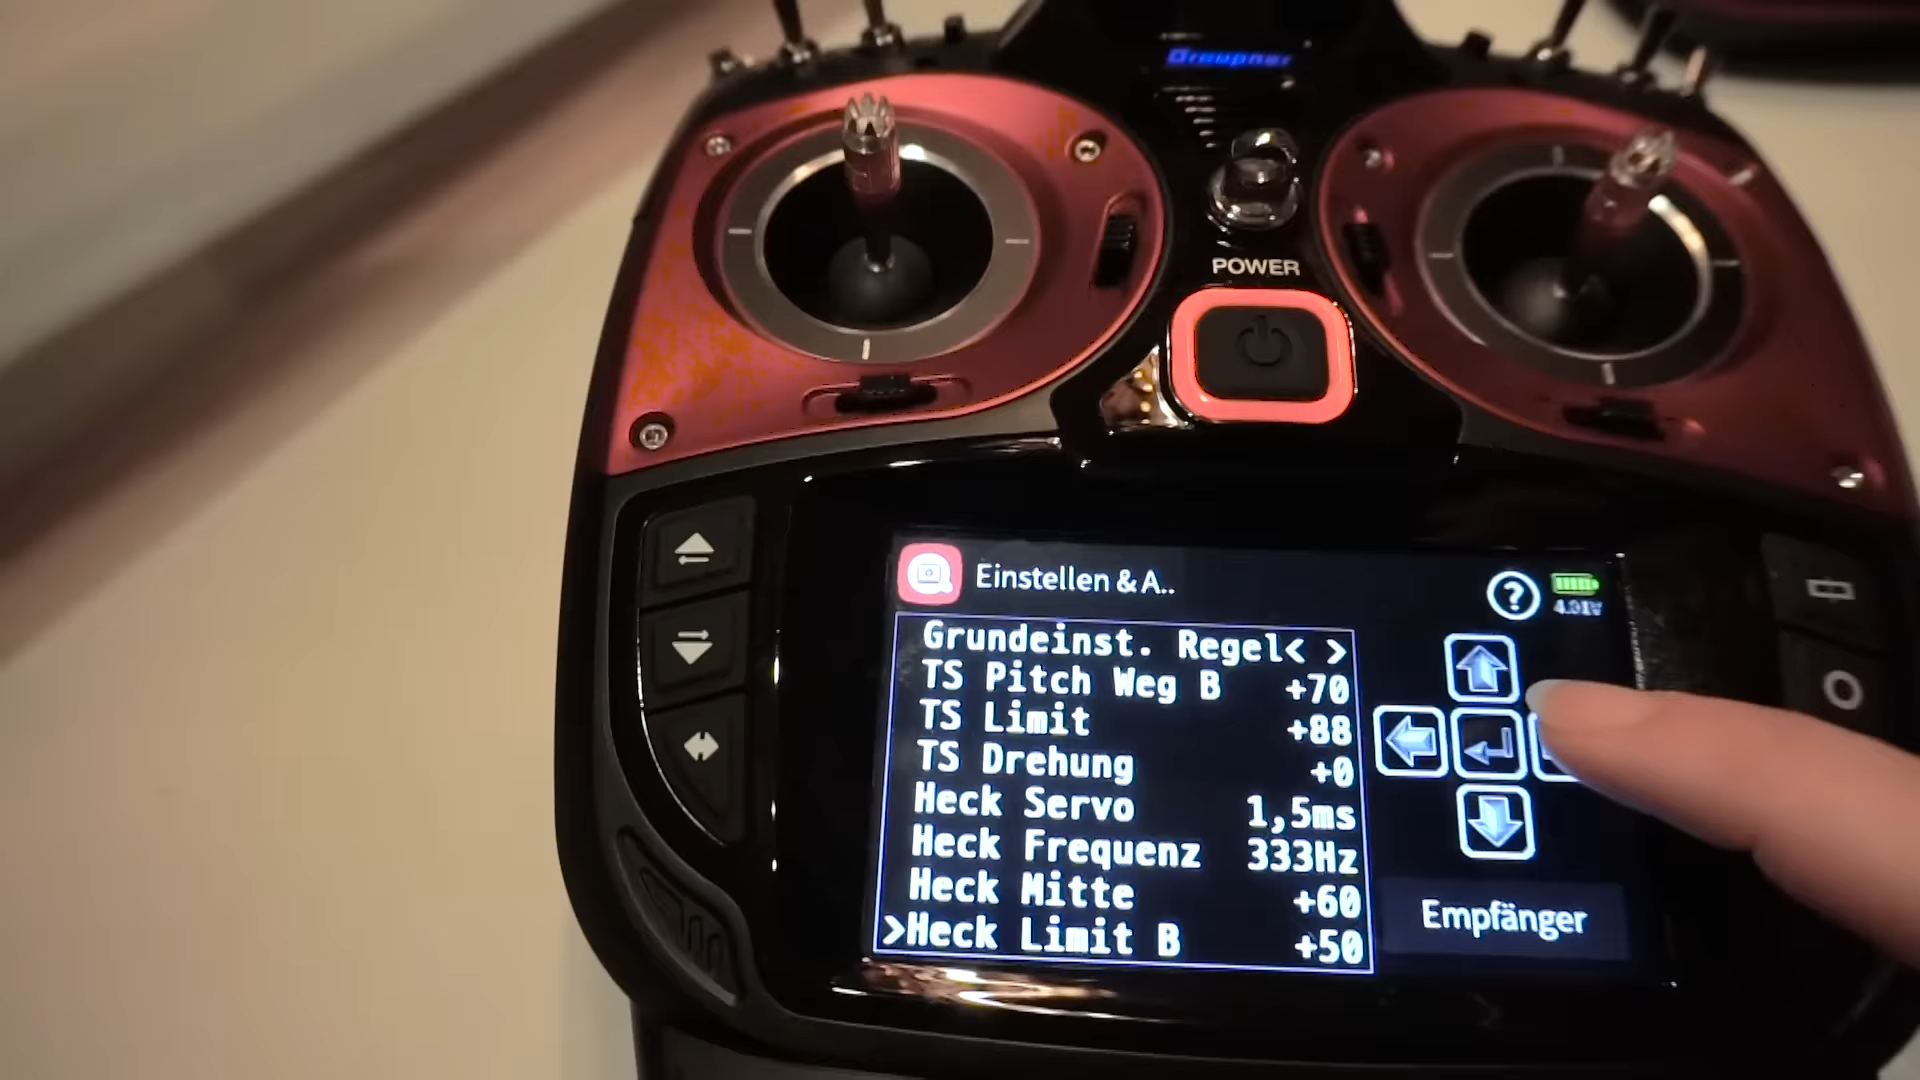 Graupner
POWER
Einstellen & A..
4.01V
Grundeinst. Regel< >
TS Pitch Weg B +70
TS Limit +88
TS Drehung +0
Heck Servo 1,5ms
Heck Frequenz 333Hz
Heck Mitte +60
>Heck Limit B +50
Empfänger